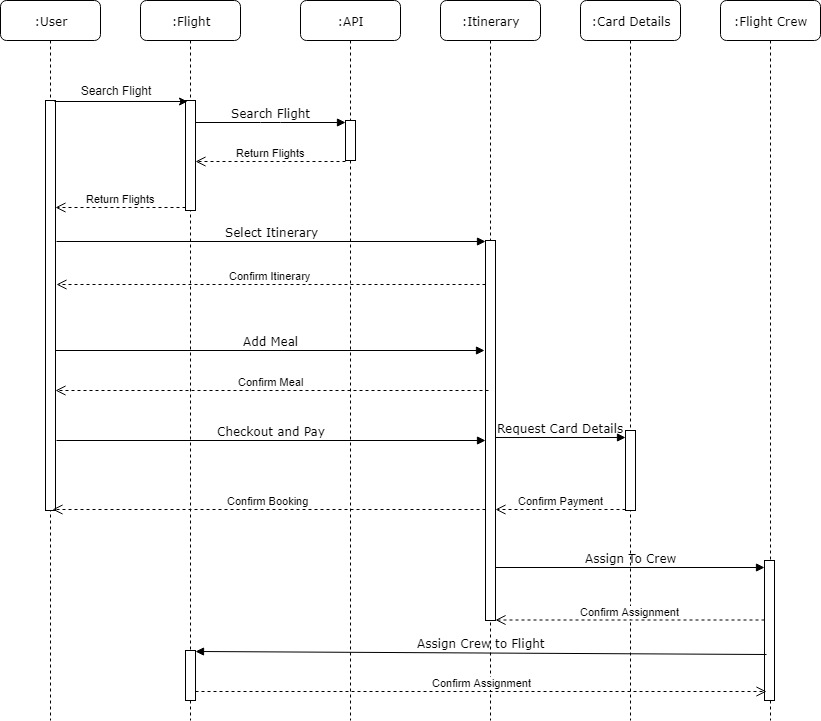 :User
:Flight
:API
:Itinerary
:Card Details
:Flight Crew
Search Flight
Search Flight
Return Flights
Return Flights
Select Itinerary
Confirm Itinerary
Add Meal
Confirm Meal
Checkout and Pay
Request Card Details
Confirm Booking
Confirm Payment
Assign To Crew
Confirm Assignment
Assign Crew to Flight
Confirm Assignment